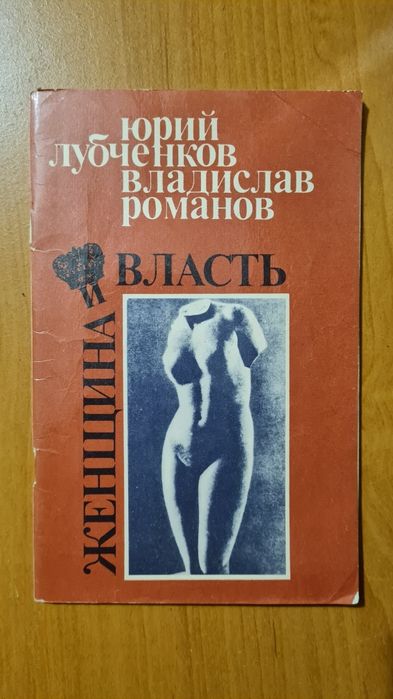 юрий
лубченков
владислав
романов
ЖЕНЩИНА
И
ВЛАСТЬ